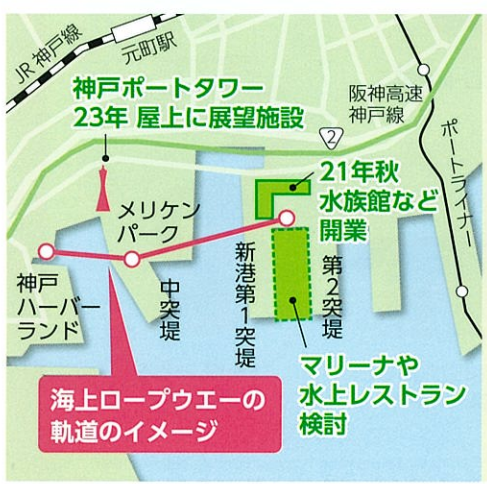 JR神戸線
元町駅
神戸ポートタワー
23年 屋上に展望施設
阪神高速
神戸線
2
ポートライナー
21年秋
水族館など
開業
メリケン
パーク
神戸
ハーバー
ランド
中突堤
新港第1突堤
第2突堤
マリーナや
水上レストラン
検討
海上ロープウエーの
軌道のイメージ